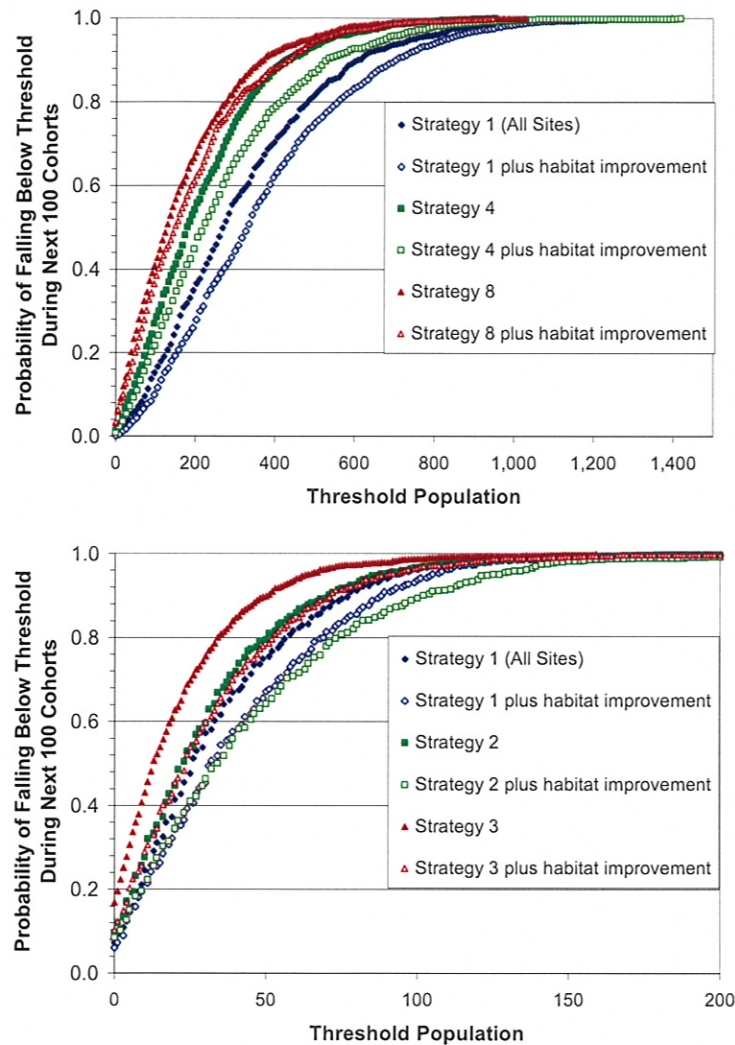 Probability of Falling Below Threshold
During Next 100 Cohorts
1.0
0.8
0.6
0.4
0.2
0.0
Strategy 1 (All Sites)
Strategy 1 plus habitat improvement
Strategy 4
Strategy 4 plus habitat improvement
Strategy 8
Strategy 8 plus habitat improvement
0 200 400 600 800 1,000 1,200 1,400
Threshold Population
Probability of Falling Below Threshold
During Next 100 Cohorts
1.0
0.8
0.6
0.4
0.2
0.0
Strategy 1 (All Sites)
Strategy 1 plus habitat improvement
Strategy 2
Strategy 2 plus habitat improvement
Strategy 3
Strategy 3 plus habitat improvement
0 50 100 150 200
Threshold Population